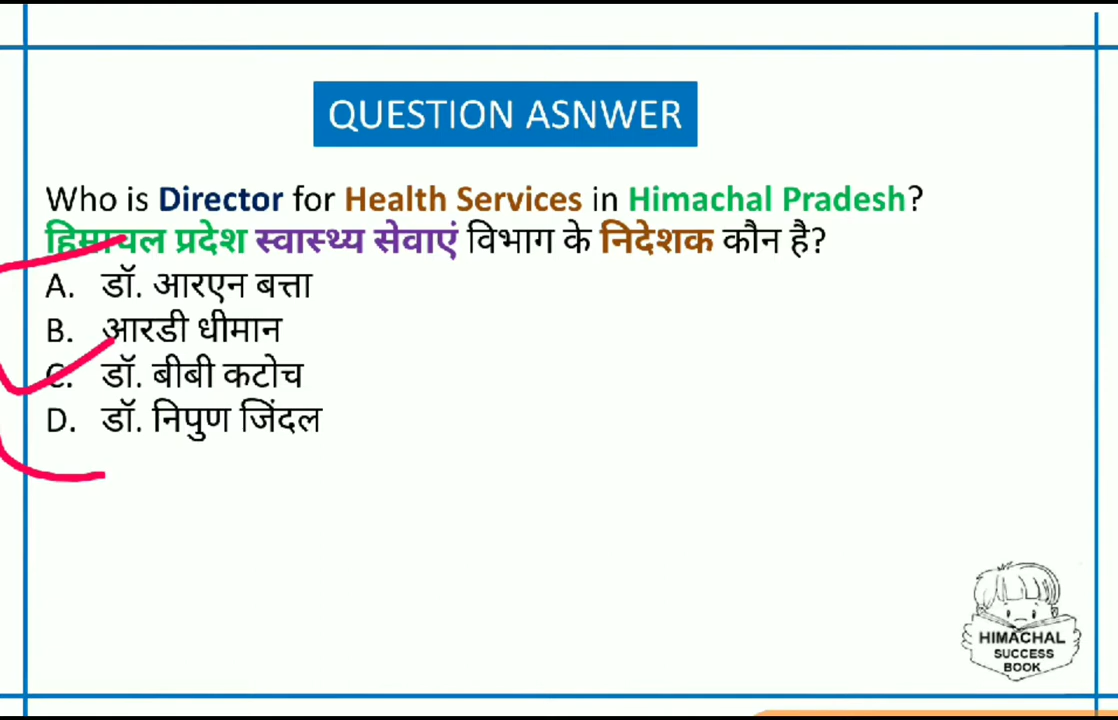 QUESTION ASNWER
Who is Director for Health Services in Himachal Pradesh?
हिमाचल प्रदेश स्वास्थ्य सेवाएं विभाग के निदेशक कौन है?
A. डॉ. आरएन बत्ता
B. आरडी धीमान
C. डॉ. बीबी कटोच
D. डॉ. निपुण जिंदल
HIMACHAL
SUCCESS
BOOK